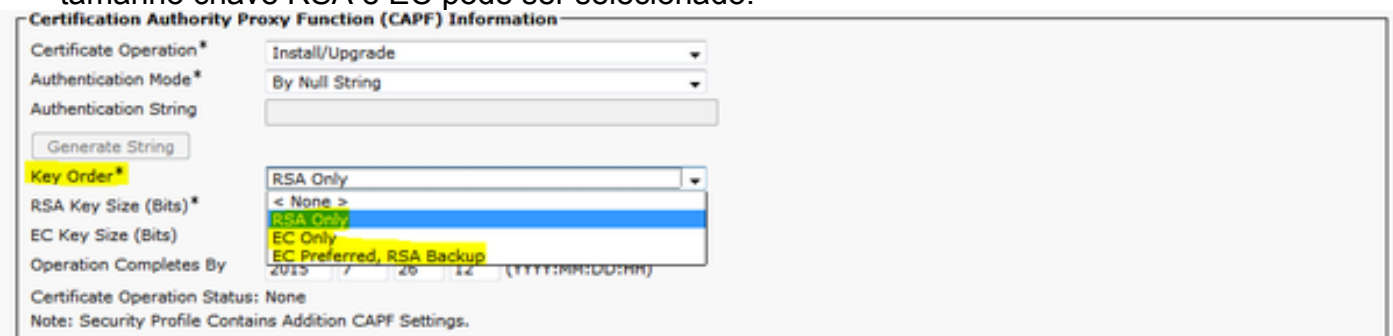 tamanho chave RSA e EC pode ser selecionado.
Certification Authority Proxy Function (CAPF) Information
Certificate Operation* Install/Upgrade
Authentication Mode* By Null String
Authentication String
Generate String
Key Order* RSA Only
RSA Key Size (Bits)* < None >
RSA Only
EC Key Size (Bits) EC Only
EC Preferred, RSA Backup
Operation Completes By 2015 7 26 12 (YYYY:MM:DD:HH)
Certificate Operation Status: None
Note: Security Profile Contains Addition CAPF Settings.